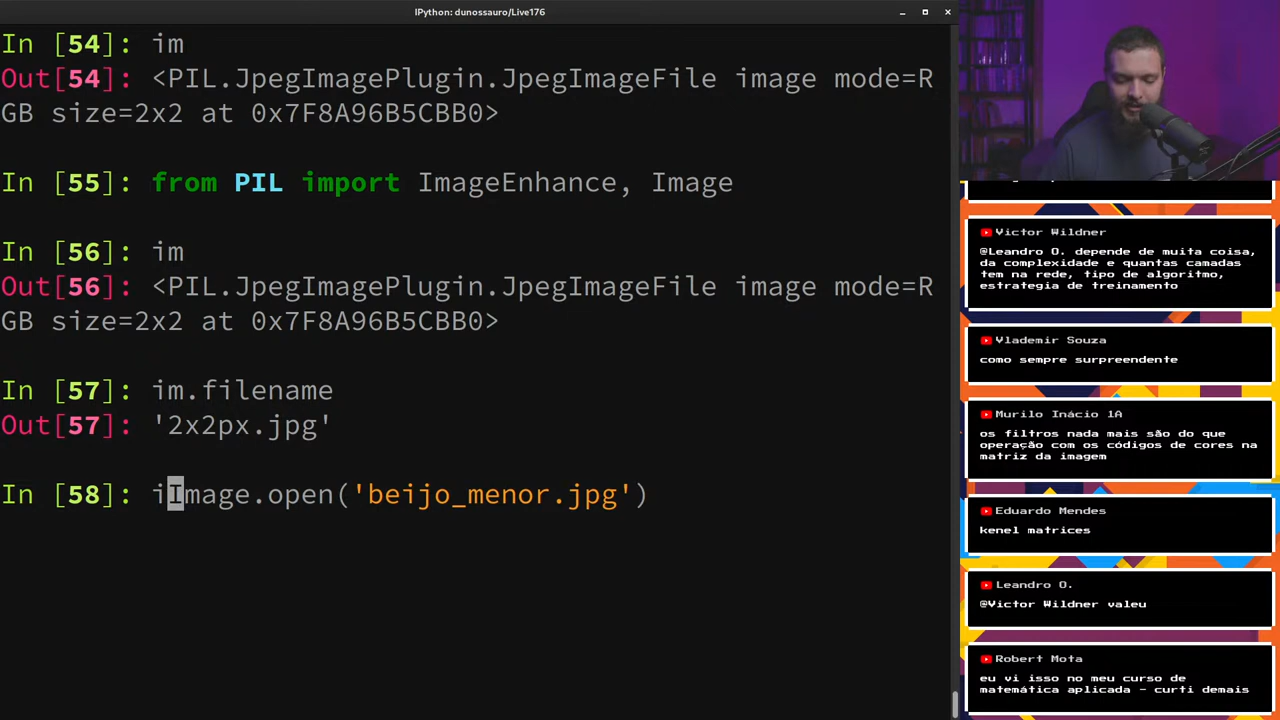 IPython: dunossauro/Live176
In [54]: im
Out[54]: <PIL.JpegImagePlugin.JpegImageFile image mode=R
GB size=2x2 at 0x7F8A96B5CBB0>
In [55]: from PIL import ImageEnhance, Image
In [56]: im
Out[56]: <PIL.JpegImagePlugin.JpegImageFile image mode=R
GB size=2x2 at 0x7F8A96B5CBB0>
In [57]: im.filename
Out[57]: '2x2px.jpg'
In [58]: iImage.open('beijo_menor.jpg')
Victor Wildner
@Leandro O. depende de muita coisa,
da complexidade e quantas camadas
tem na rede, tipo de algoritmo,
estrategia de treinamento
Vlademir Souza
como sempre surpreendente
Murilo Inácio 1A
os filtros nada mais são do que
operação com os códigos de cores na
matriz da imagem
Eduardo Mendes
kenel matrices
Leandro O.
@Victor Wildner valeu
Robert Mota
eu vi isso no meu curso de
matemática aplicada - curti demais